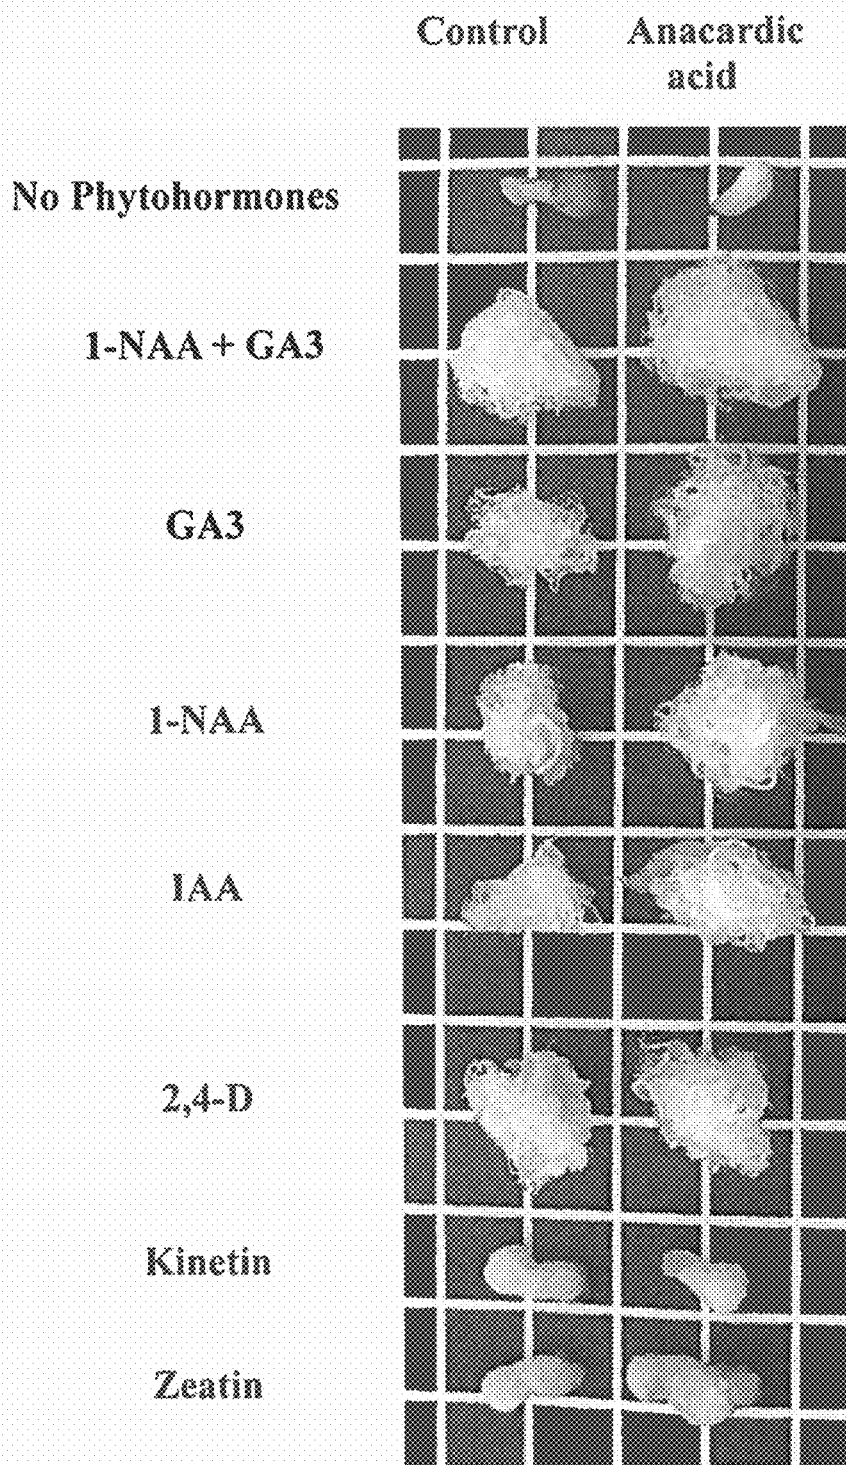 Control Anacardic
acid
No Phytohormones
1-NAA + GA3
GA3
1-NAA
IAA
2,4-D
Kinetin
Zeatin